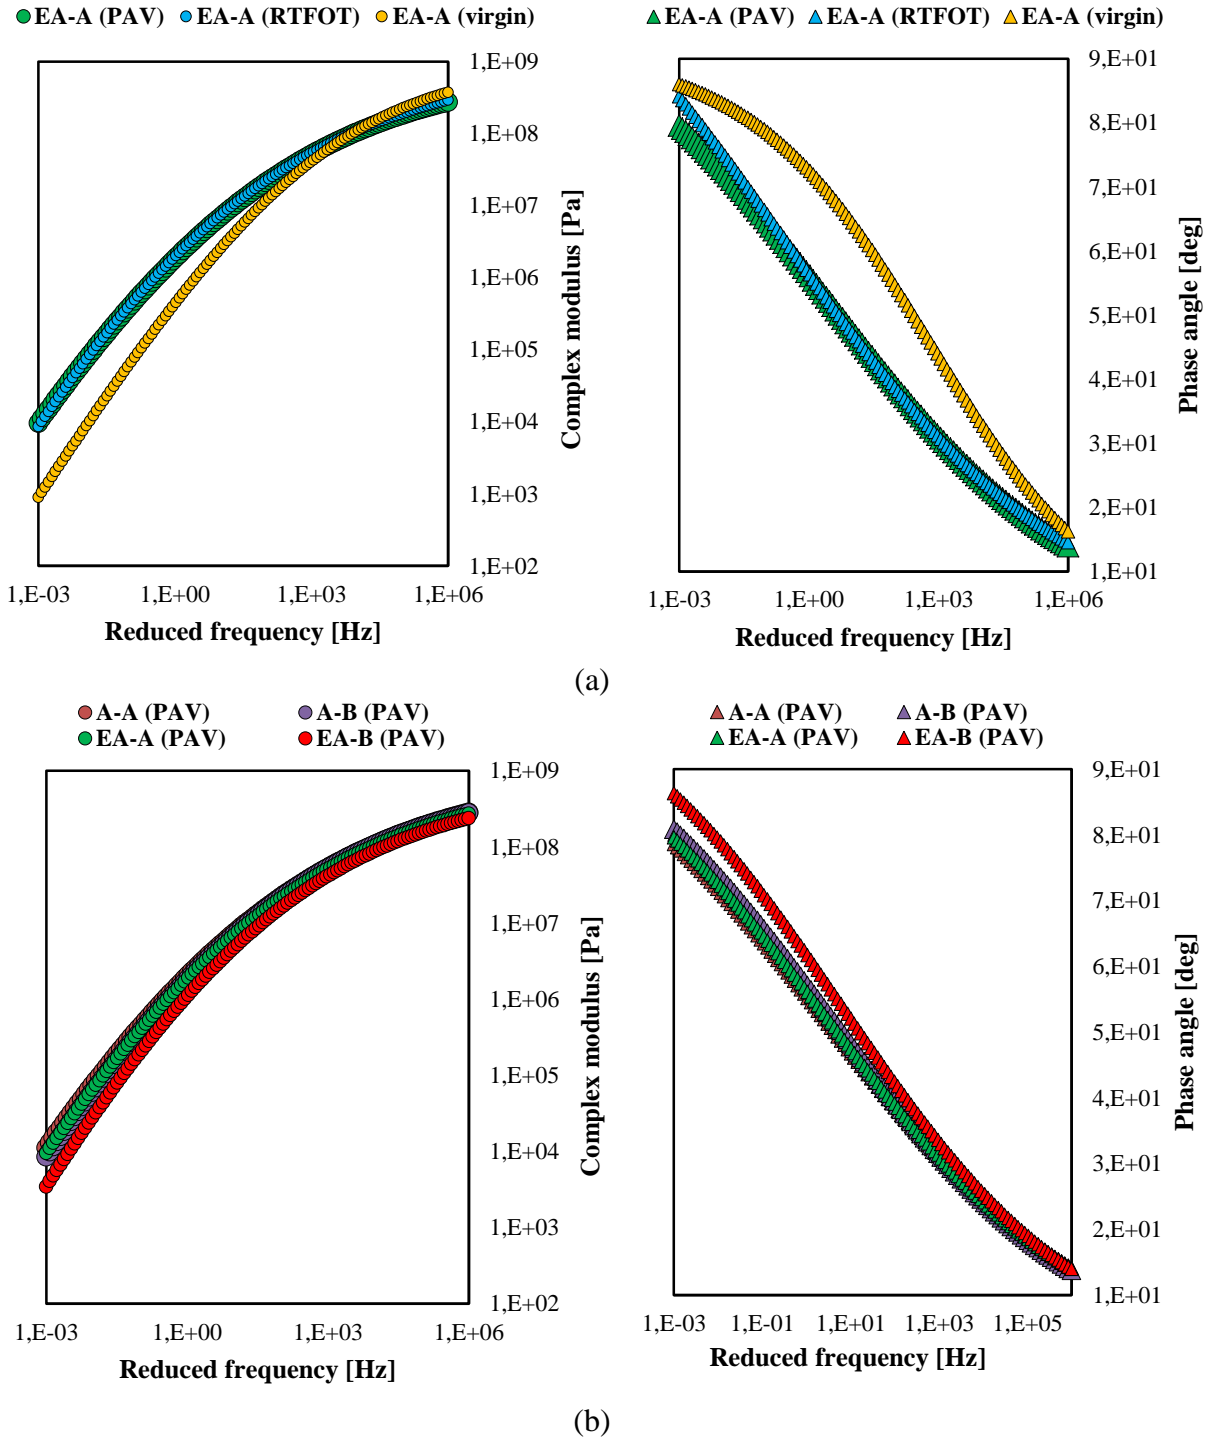 EA-A (PAV) EA-A (RTFOT) EA-A (virgin)
1,E+09
1,E+08
1,E+07
1,E+06
1,E+05
1,E+04
1,E+03
1,E+02
Complex modulus [Pa]
1,E-03 1,E+00 1,E+03 1,E+06
Reduced frequency [Hz]
EA-A (PAV) EA-A (RTFOT) EA-A (virgin)
9,E+01
8,E+01
7,E+01
6,E+01
5,E+01
4,E+01
3,E+01
2,E+01
1,E+01
Phase angle [deg]
1,E-03 1,E+00 1,E+03 1,E+06
Reduced frequency [Hz]
(a)
A-A (PAV) A-B (PAV)
EA-A (PAV) EA-B (PAV)
1,E+09
1,E+08
1,E+07
1,E+06
1,E+05
1,E+04
1,E+03
1,E+02
Complex modulus [Pa]
1,E-03 1,E+00 1,E+03 1,E+06
Reduced frequency [Hz]
A-A (PAV) A-B (PAV)
EA-A (PAV) EA-B (PAV)
9,E+01
8,E+01
7,E+01
6,E+01
5,E+01
4,E+01
3,E+01
2,E+01
1,E+01
Phase angle [deg]
1,E-03 1,E-01 1,E+01 1,E+03 1,E+05
Reduced frequency [Hz]
(b)